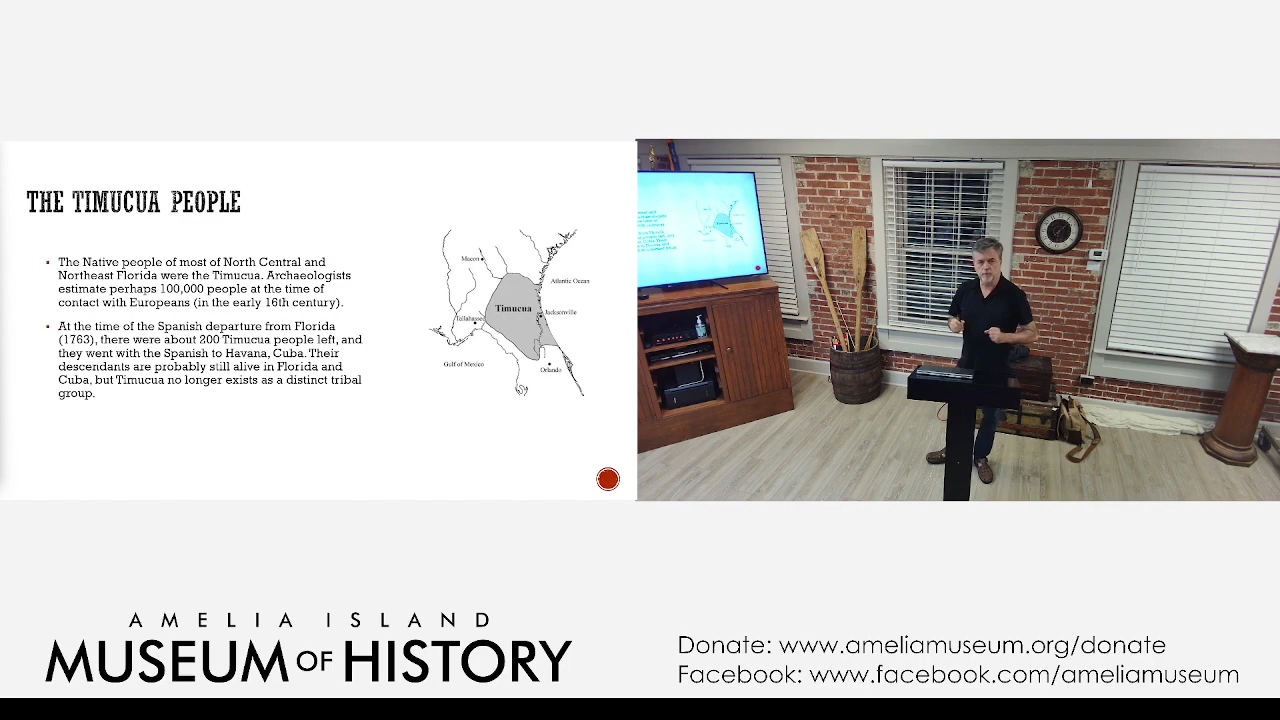 THE TIMUCUA PEOPLE
The Native people of most of North Central and
Northeast Florida were the Timucua. Archaeologists
estimate perhaps 100,000 people at the time of
contact with Europeans (in the early 16th century).
At the time of the Spanish departure from Florida
(1763), there were about 200 Timucua people left, and
they went with the Spanish to Havana, Cuba. Their
descendants are probably still alive in Florida and
Cuba, but Timucua no longer exists as a distinct tribal
group.
Macon
Atlantic Ocean
Timucua
Jacksonville
Tallahassee
Gulf of Mexico
Orlando
AMELIA ISLAND
MUSEUM OF HISTORY
Donate: www.ameliamuseum.org/donate
Facebook: www.facebook.com/ameliamuseum